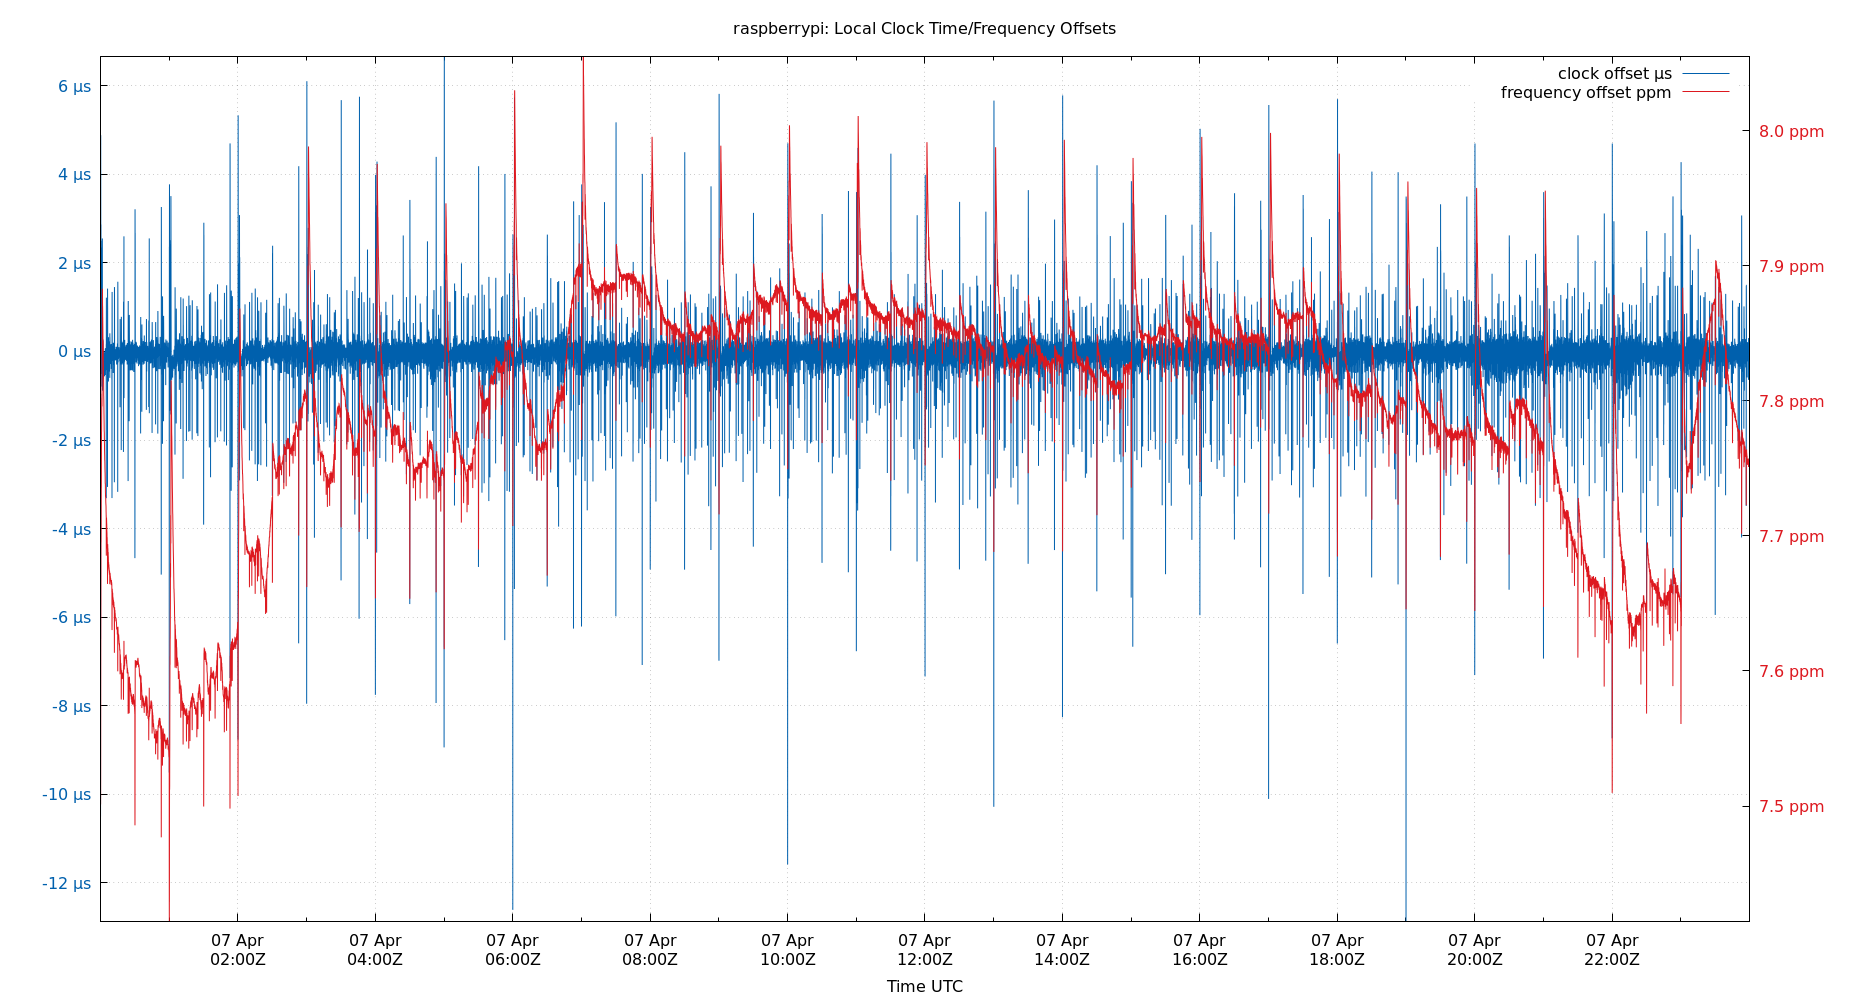 raspberrypi: Local Clock Time/Frequency Offsets
clock offset µs
frequency offset ppm
6 µs
4 µs
2 µs
0 µs
-2 µs
-4 µs
-6 µs
-8 µs
-10 µs
-12 µs
8.0 ppm
7.9 ppm
7.8 ppm
7.7 ppm
7.6 ppm
7.5 ppm
07 Apr
02:00Z
07 Apr
04:00Z
07 Apr
06:00Z
07 Apr
08:00Z
07 Apr
10:00Z
07 Apr
12:00Z
07 Apr
14:00Z
07 Apr
16:00Z
07 Apr
18:00Z
07 Apr
20:00Z
07 Apr
22:00Z
Time UTC